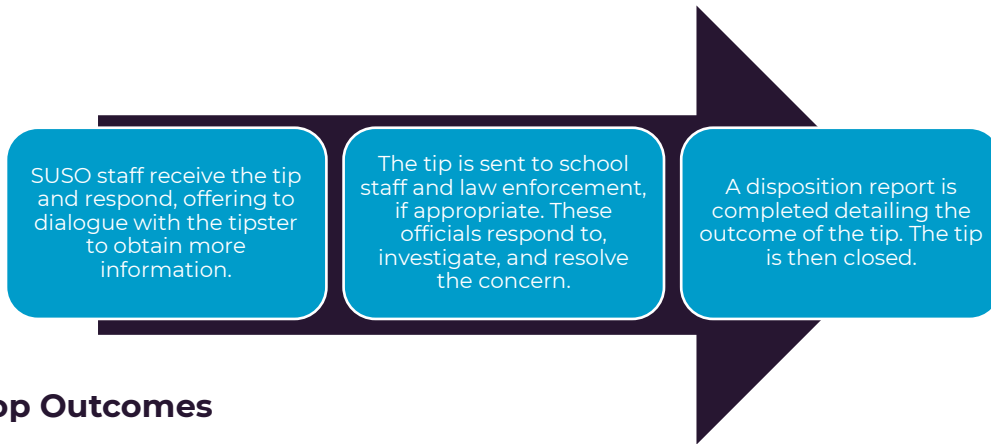 SUSO staff receive the tip
and respond, offering to
dialogue with the tipster
to obtain more
information.
The tip is sent to school
staff and law enforcement,
if appropriate. These
officials respond to,
investigate, and resolve
the concern.
A disposition report is
completed detailing the
outcome of the tip. The tip
is then closed.
Outcomes